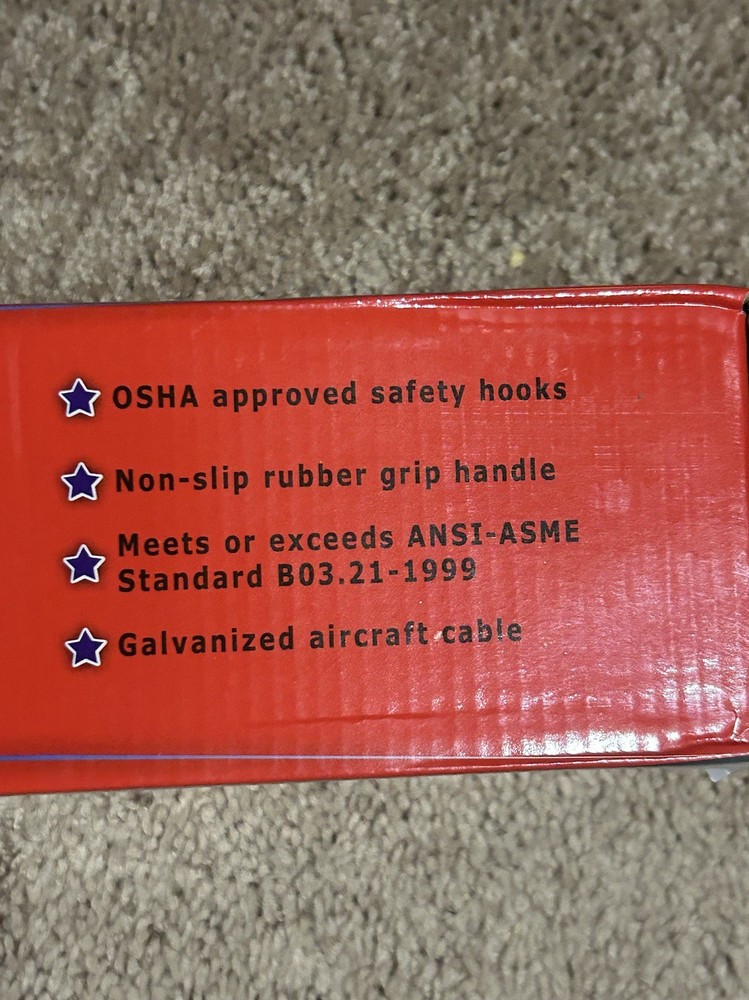 OSHA approved safety hooks
Non-slip rubber grip handle
Meets or exceeds ANSI-ASME
Standard B03.21-1999
Galvanized aircraft cable